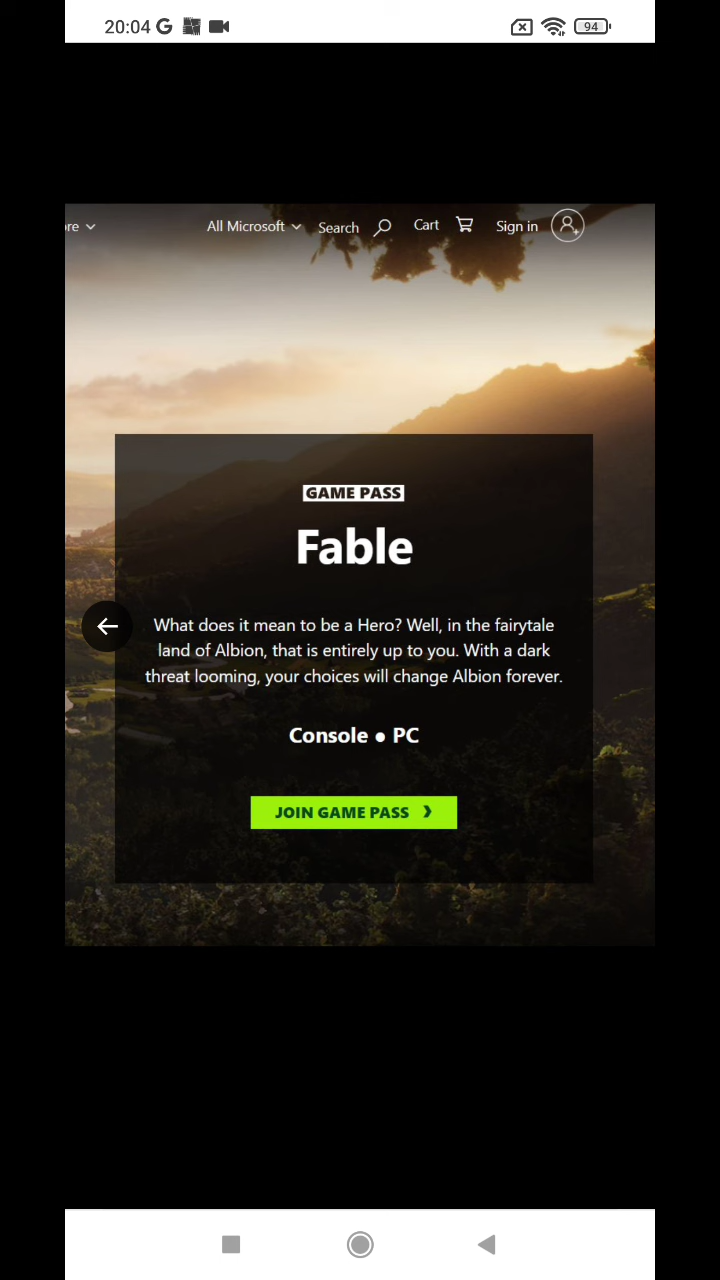 20:04
94
ore
All Microsoft
Search
Cart
Sign in
GAME PASS
Fable
What does it mean to be a Hero? Well, in the fairytale
land of Albion, that is entirely up to you. With a dark
threat looming, your choices will change Albion forever.
Console ● PC
JOIN GAME PASS